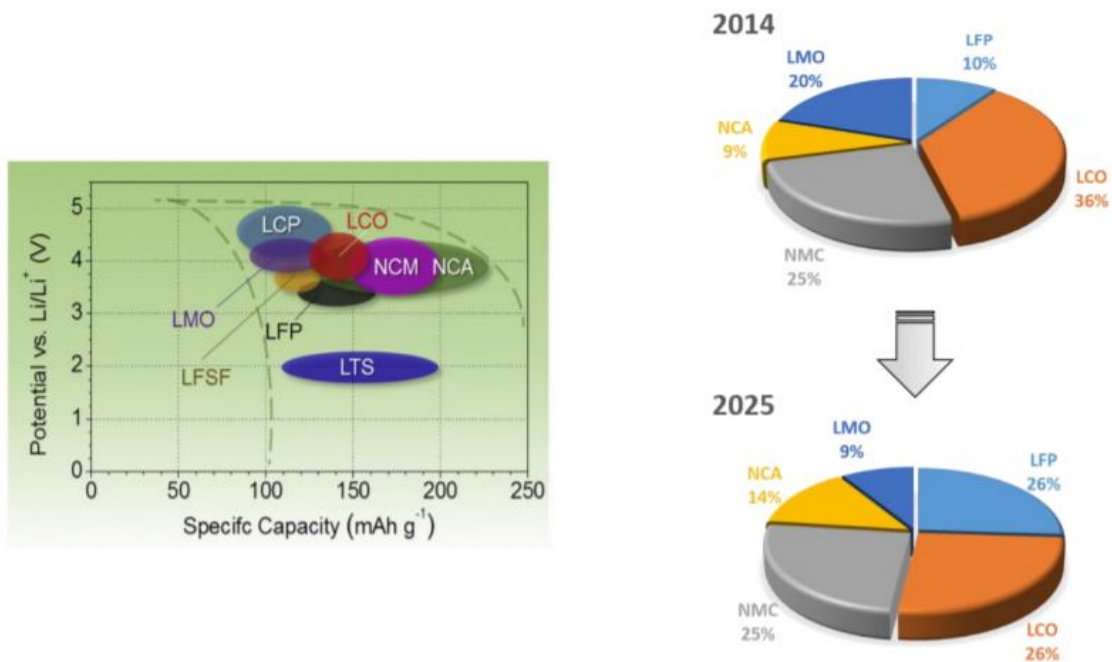 Potential vs. Li/Li+ (V)
5
4
3
2
1
0
0 50 100 150 200 250
Specifc Capacity (mAh g-1)
LCP
LCO
NCM
NCA
LMO
LFP
LFSF
LTS
2014
LFP
10%
LCO
36%
NMC
25%
NCA
9%
LMO
20%
2025
LFP
26%
LCO
26%
NMC
25%
NCA
14%
LMO
9%